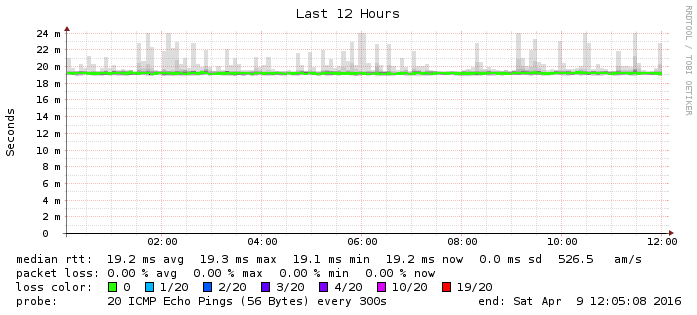 Last 12 Hours
RRDTOOL / TOBI OETIKER
Seconds
24 m
22 m
20 m
18 m
16 m
14 m
12 m
10 m
8 m
6 m
4 m
2 m
0
02:00 04:00 06:00 08:00 10:00 12:00
median rtt: 19.2 ms avg 19.3 ms max 19.1 ms min 19.2 ms now 0.0 ms sd 526.5 am/s
packet loss: 0.00 % avg 0.00 % max 0.00 % min 0.00 % now
loss color: 0 1/20 2/20 3/20 4/20 10/20 19/20
probe: 20 ICMP Echo Pings (56 Bytes) every 300s end: Sat Apr 9 12:05:08 2016